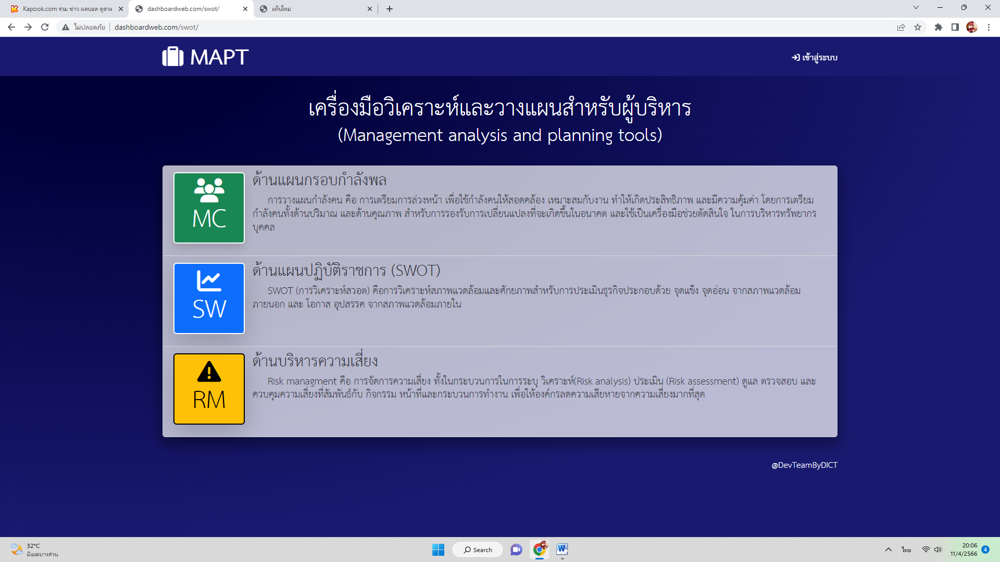 Kapook.com รวม ข่าว ผลบอล ดูดวง
dashboardweb.com/swot/
แท็บใหม่
ไม่ปลอดภัย
dashboardweb.com/swot/
MAPT
เข้าสู่ระบบ
เครื่องมือวิเคราะห์และวางแผนสำหรับผู้บริหาร
(Management analysis and planning tools)
MC
ด้านแผนกรอบกำลังพล
การวางแผนกำลังคน คือ การเตรียมการล่วงหน้า เพื่อใช้กำลังคนให้สอดคล้อง เหมาะสมกับงาน ทำให้เกิดประสิทธิภาพ และมีความคุ้มค่า โดยการเตรียม
กำลังคนทั้งด้านปริมาณ และด้านคุณภาพ สำหรับการรองรับการเปลี่ยนแปลงที่จะเกิดขึ้นในอนาคต และใช้เป็นเครื่องมือช่วยตัดสินใจ ในการบริหารทรัพยากร
บุคคล
SW
ด้านแผนปฏิบัติราชการ (SWOT)
SWOT (การวิเคราะห์สวอต) คือการวิเคราะห์สภาพแวดล้อมและศักยภาพสำหรับการประเมินธุรกิจประกอบด้วย จุดแข็ง จุดอ่อน จากสภาพแวดล้อม
ภายนอก และ โอกาส อุปสรรค จากสภาพแวดล้อมภายใน
RM
ด้านบริหารความเสี่ยง
Risk managment คือ การจัดการความเสี่ยง ทั้งในกระบวนการในการระบุ วิเคราะห์(Risk analysis) ประเมิน (Risk assessment) ดูแล ตรวจสอบ และ
ควบคุมความเสี่ยงที่สัมพันธ์กับ กิจกรรม หน้าที่และกระบวนการทำงาน เพื่อให้องค์กรลดความเสียหายจากความเสี่ยงมากที่สุด
@DevTeamByDICT
32°C
มีเมฆบางส่วน
Search
ไทย
20:06
11/4/2566
4